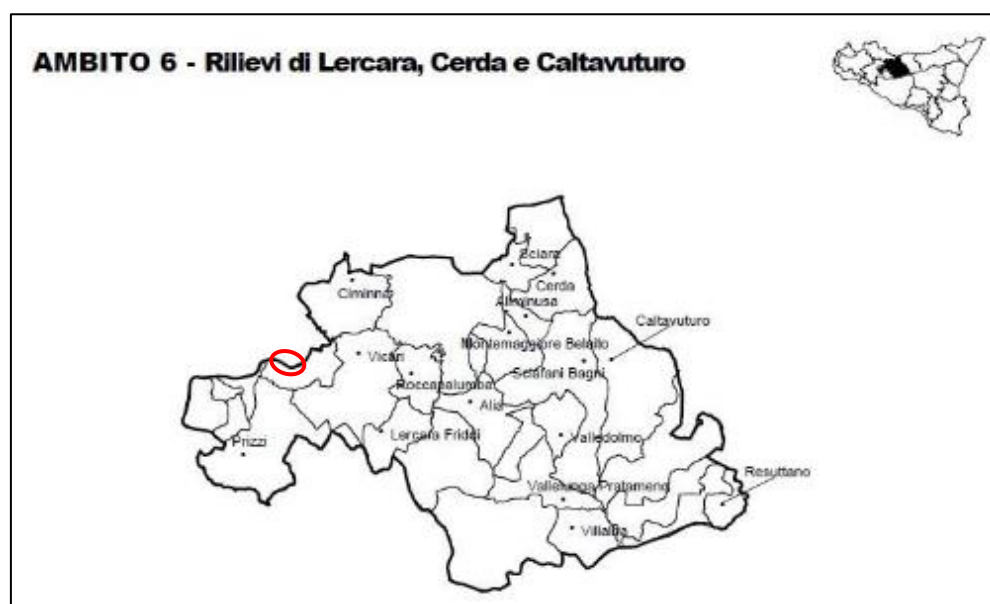 AMBITO 6 - Rilievi di Lercara, Cerda e Caltavuturo
Sciara
Cerda
Ciminna
Aliminusa
Caltavuturo
Montemaggiore Belsito
Vicari
Sclafani Bagni
Roccapalumba
Alia
Lercara Friddi
Valledolmo
Prizzi
Resuttano
Vallelunga Pratameno
Villalba